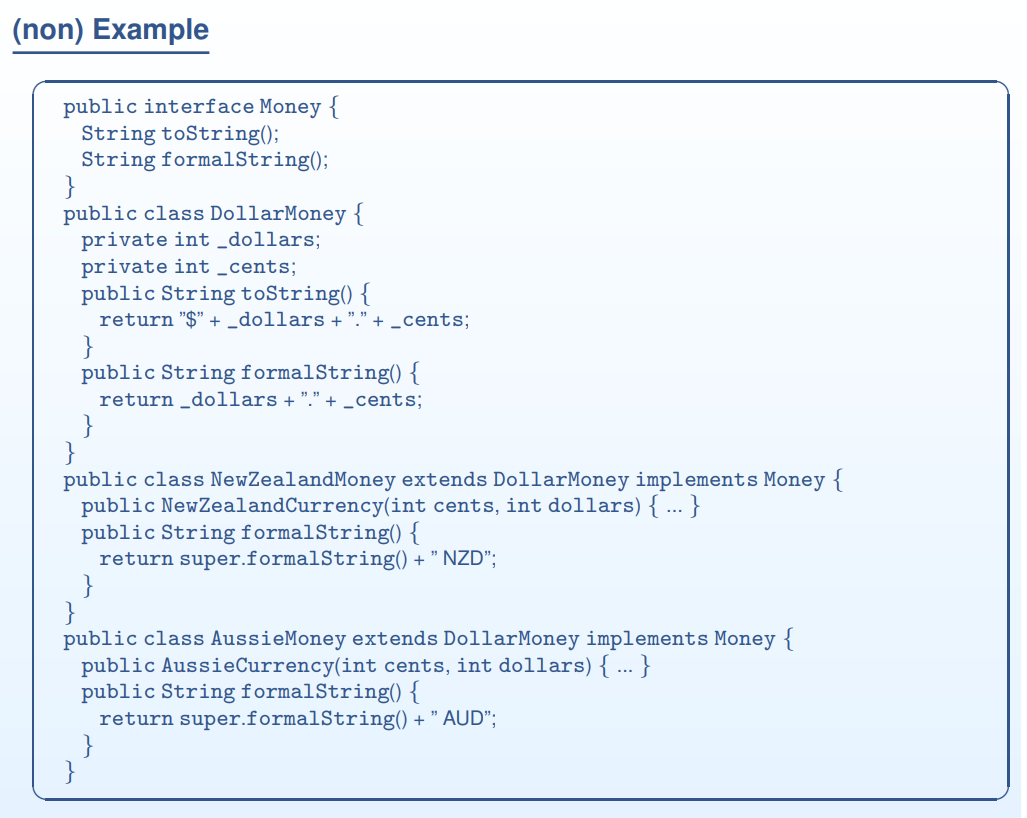 (non) Example
public interface Money {
String toString();
String formalString();
}
public class DollarMoney {
private int _dollars;
private int _cents;
public String toString() {
return ”$” + _dollars + ”.” + _cents;
}
public String formalString() {
return _dollars + ”.” + _cents;
}
}
public class NewZealandMoney extends DollarMoney implements Money {
public NewZealandCurrency(int cents, int dollars) { ... }
public String formalString() {
return super.formalString() + ” NZD”;
}
}
public class AussieMoney extends DollarMoney implements Money {
public AussieCurrency(int cents, int dollars) { ... }
public String formalString() {
return super.formalString() + ” AUD”;
}
}